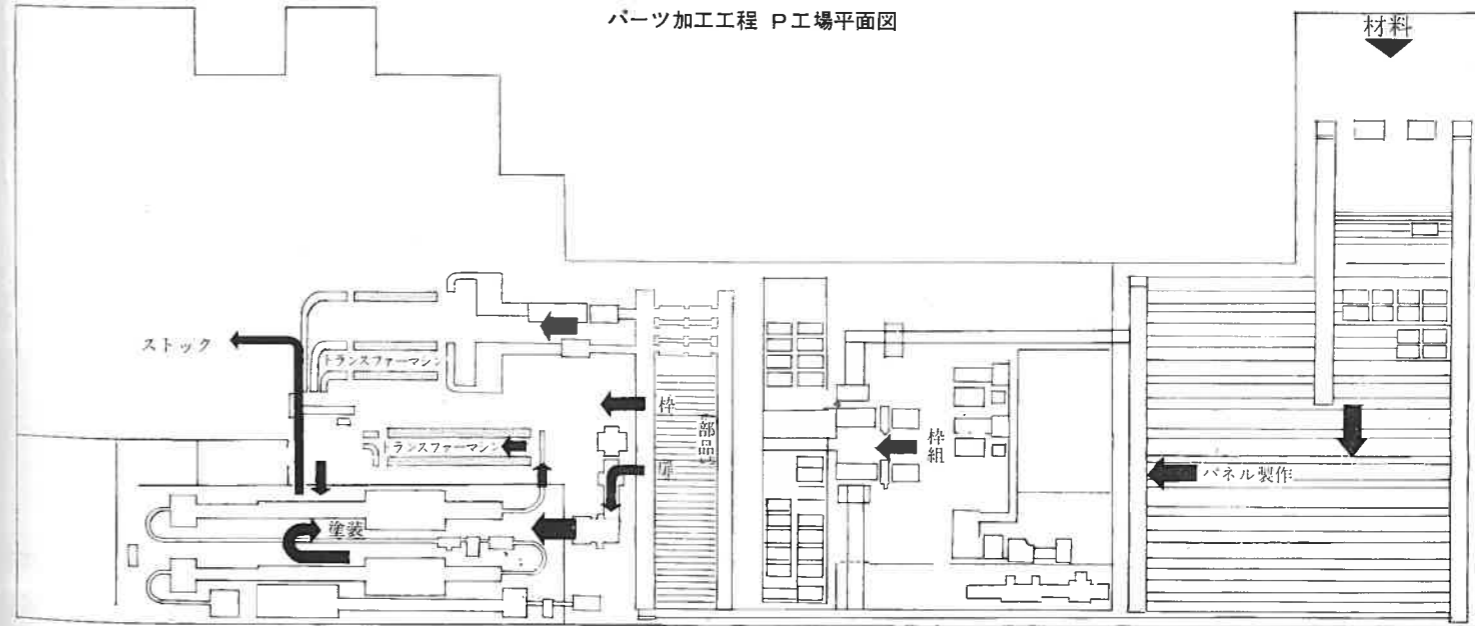 パーツ加工工程 P工場平面図
材料
ストック
トランスファーマシン
枠
部品
枠組
トランスファーマシン
扉
パネル製作
塗装